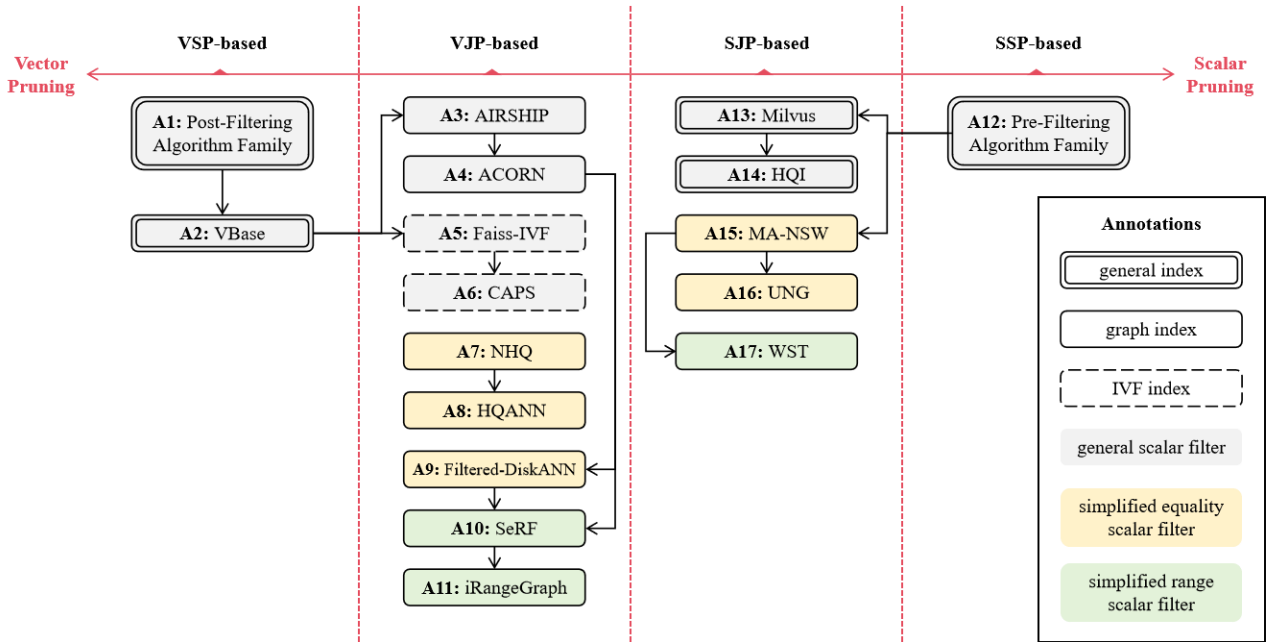 VSP-based
VJP-based
SJP-based
SSP-based
Vector
Pruning
Scalar
Pruning
A1: Post-Filtering
Algorithm Family
A2: VBase
A3: AIRSHIP
A4: ACORN
A5: Faiss-IVF
A6: CAPS
A7: NHQ
A8: HQANN
A9: Filtered-DiskANN
A10: SeRF
A11: iRangeGraph
A13: Milvus
A14: HQI
A15: MA-NSW
A16: UNG
A17: WST
A12: Pre-Filtering
Algorithm Family
Annotations
general index
graph index
IVF index
general scalar filter
simplified equality
scalar filter
simplified range
scalar filter